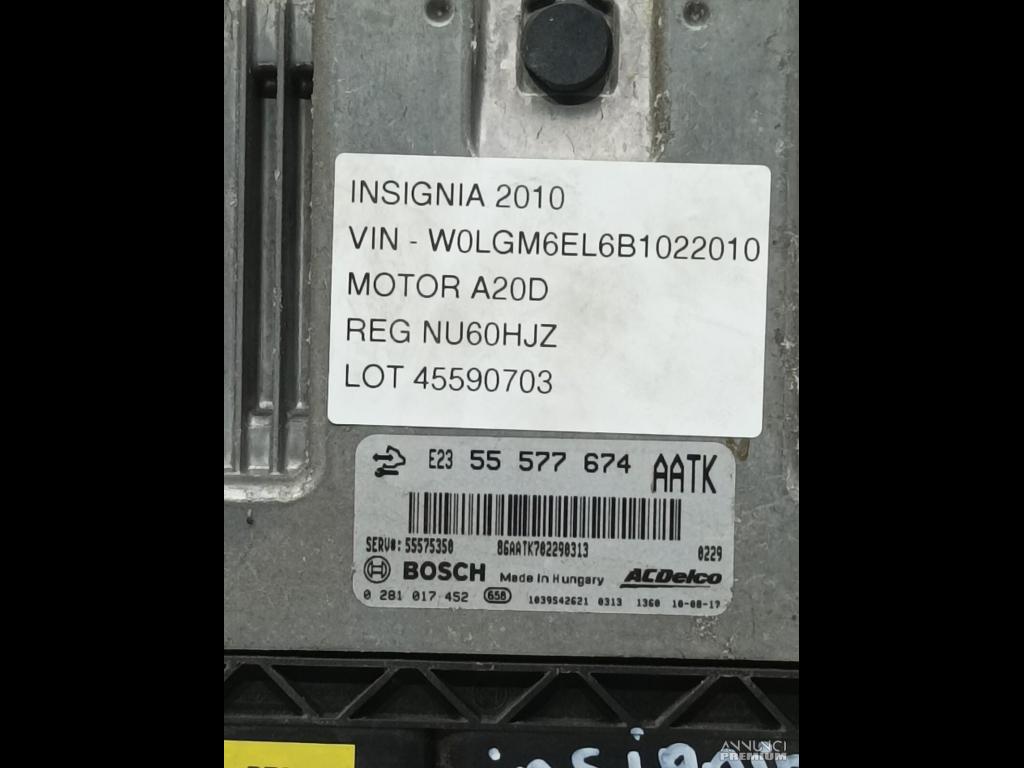 INSIGNIA 2010
VIN - W0LGM6EL6B1022010
MOTOR A20D
REG NU60HJZ
LOT 45590703
E23 55 577 674 AATK
SERV#: 55575350 86AATK702290313 0229
BOSCH Made in Hungary ACDelco
0 281 017 452 658 1039S42621 0313 1360 10-08-17
insignia
ANNUNCI
PREMIUM